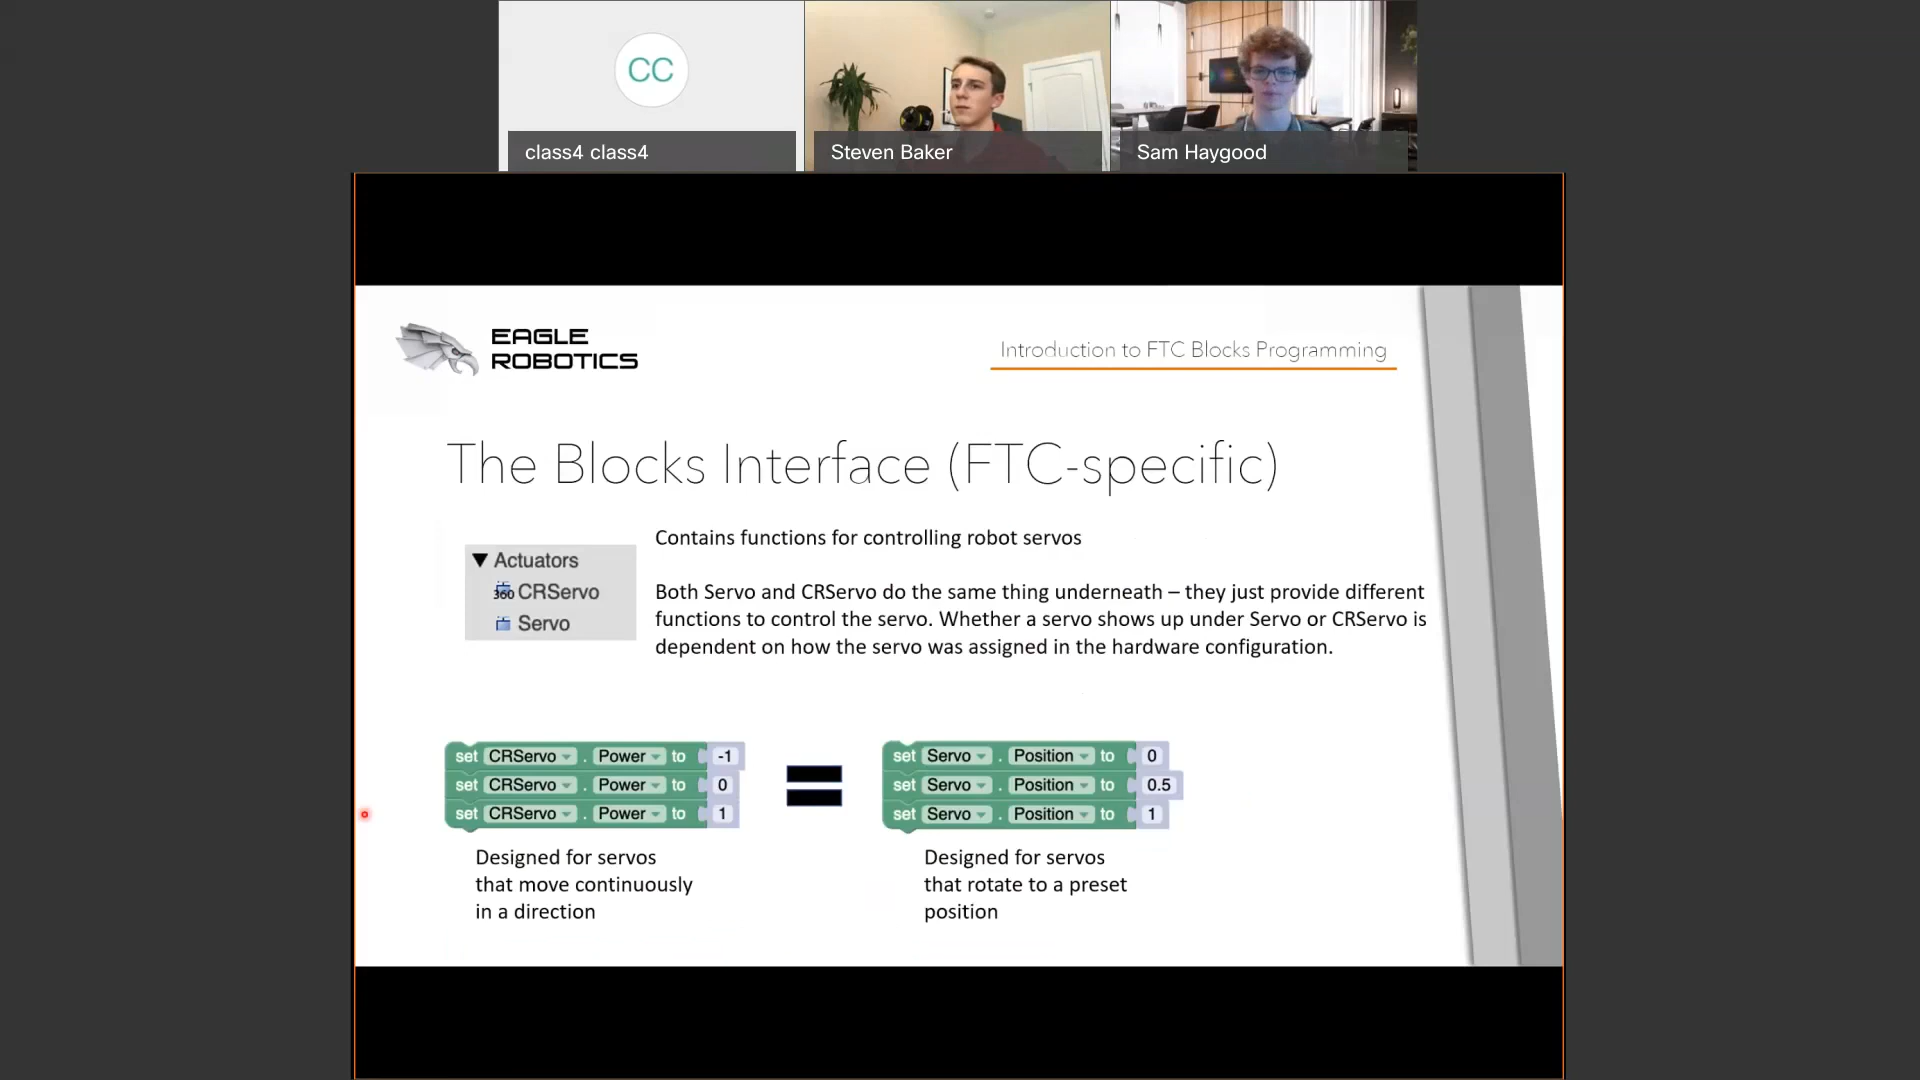 CC
class4 class4
Steven Baker
Sam Haygood
EAGLE
ROBOTICS
Introduction to FTC Blocks Programming
The Blocks Interface (FTC-specific)
Actuators
360 CRServo
Servo
Contains functions for controlling robot servos
Both Servo and CRServo do the same thing underneath – they just provide different
functions to control the servo. Whether a servo shows up under Servo or CRServo is
dependent on how the servo was assigned in the hardware configuration.
set CRServo . Power to -1
set CRServo . Power to 0
set CRServo . Power to 1
=
set Servo . Position to 0
set Servo . Position to 0.5
set Servo . Position to 1
Designed for servos
that move continuously
in a direction
Designed for servos
that rotate to a preset
position